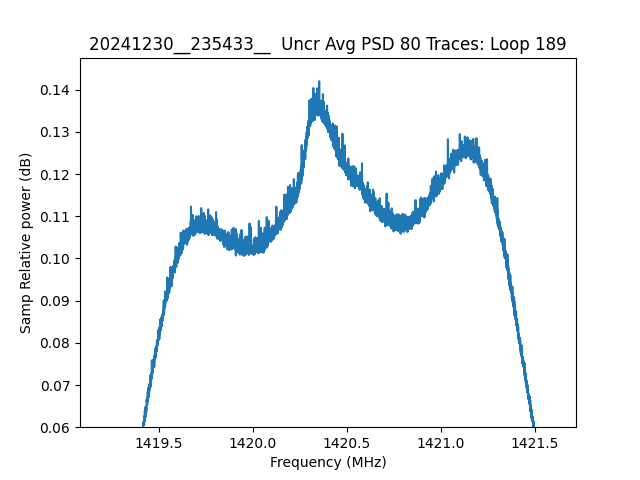 20241230__235433__  Uncr Avg PSD 80 Traces: Loop 189
Samp Relative power (dB)
0.14
0.13
0.12
0.11
0.10
0.09
0.08
0.07
0.06
1419.5 1420.0 1420.5 1421.0 1421.5
Frequency (MHz)